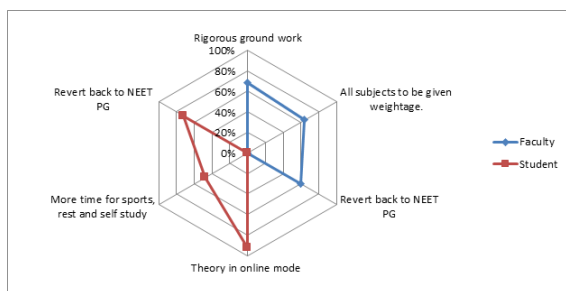 Rigorous ground work
100%
80%
60%
40%
20%
0%
All subjects to be given
weightage.
Revert back to NEET
PG
Theory in online mode
More time for sports,
rest and self study
Revert back to NEET
PG
Faculty
Student